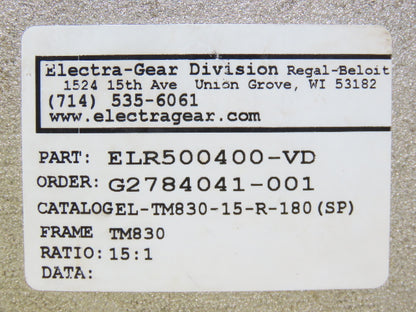 Electra-Gear Division Regal-Beloit
1524 15th Ave Union Grove, WI 53182
(714) 535-6061
www.electragear.com
PART: ELR500400-VD
ORDER: G2784041-001
CATALOGEL-TM830-15-R-180(SP)
FRAME TM830
RATIO: 15:1
DATA: